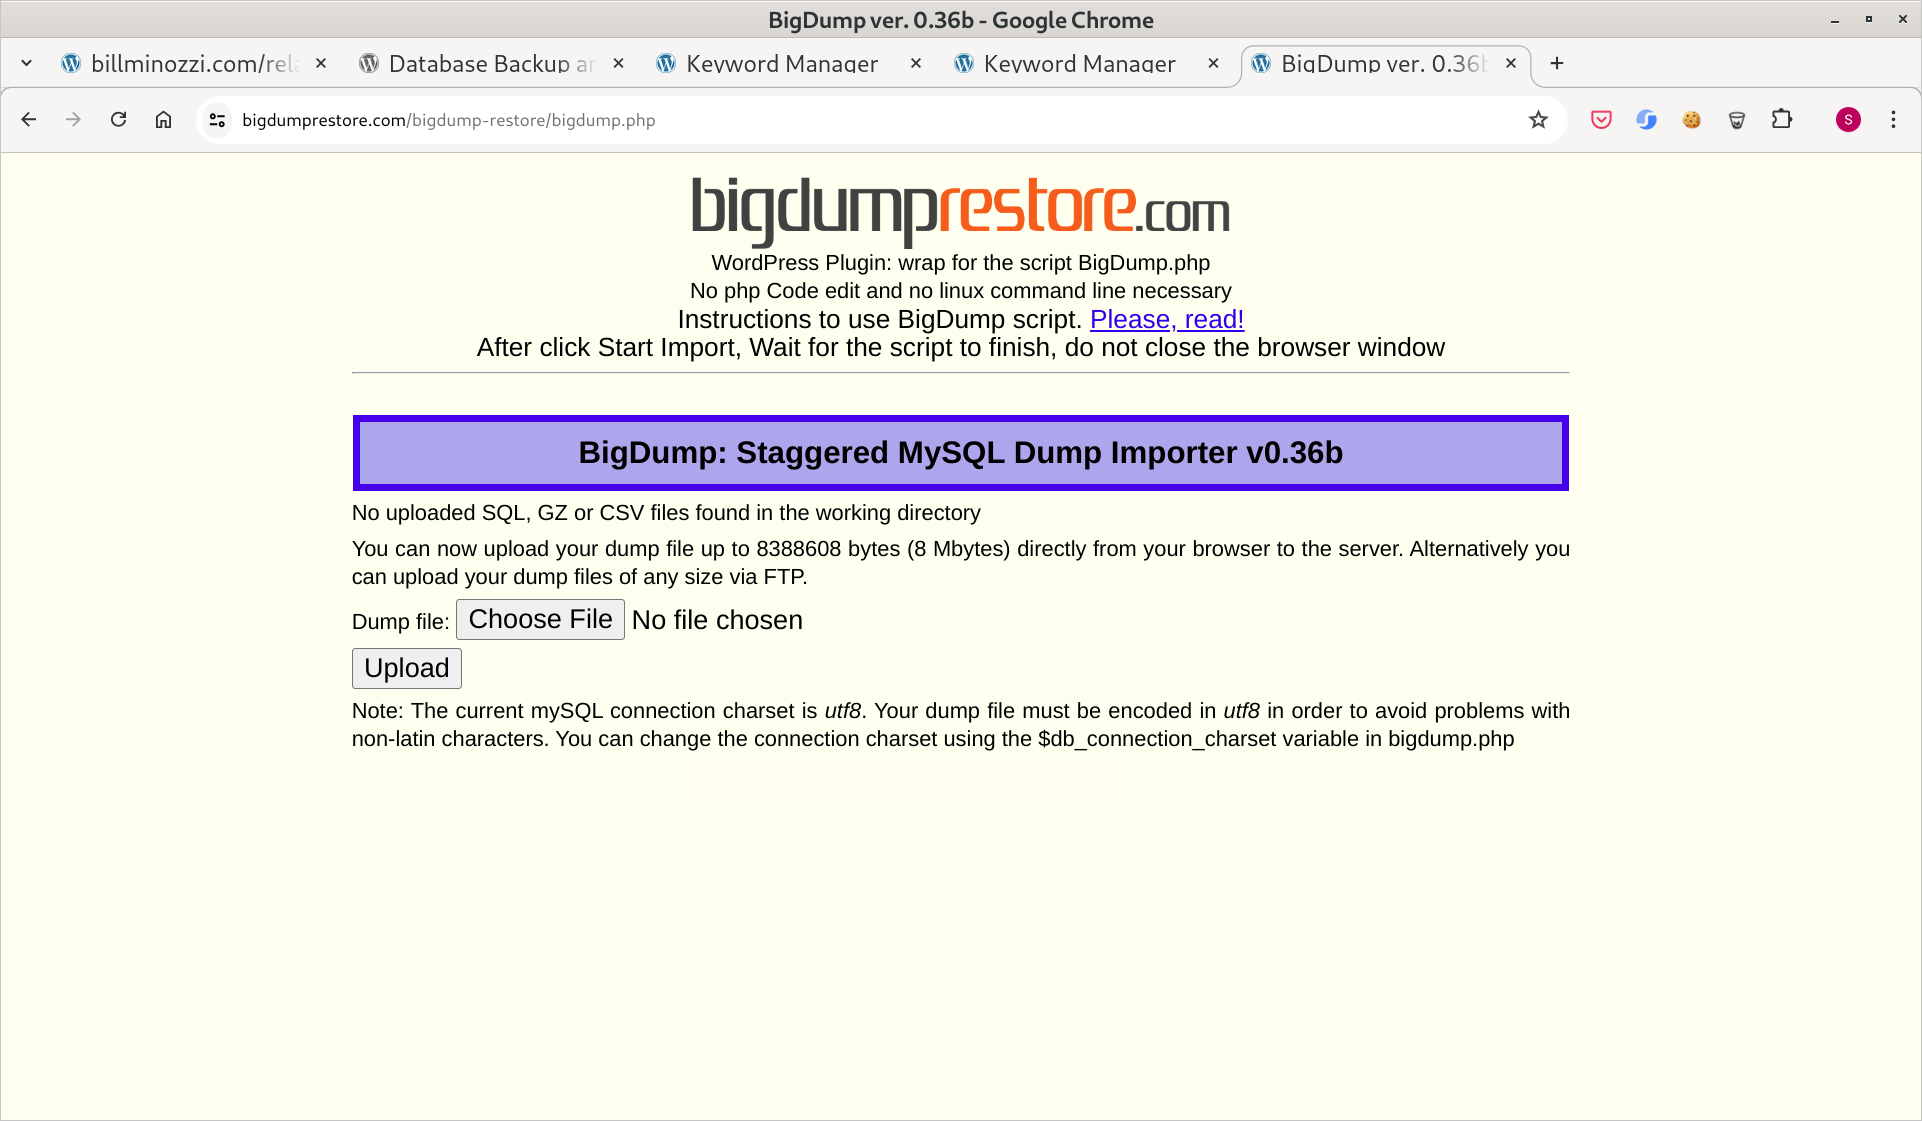 BigDump ver. 0.36b - Google Chrome
billminozzi.com/rela
Database Backup an
Keyword Manager
Keyword Manager
BigDump ver. 0.36b
bigdumprestore.com/bigdump-restore/bigdump.php
S
bigdumprestore.com
WordPress Plugin: wrap for the script BigDump.php
No php Code edit and no linux command line necessary
Instructions to use BigDump script. Please, read!
After click Start Import, Wait for the script to finish, do not close the browser window
BigDump: Staggered MySQL Dump Importer v0.36b
No uploaded SQL, GZ or CSV files found in the working directory
You can now upload your dump file up to 8388608 bytes (8 Mbytes) directly from your browser to the server. Alternatively you
can upload your dump files of any size via FTP.
Dump file: Choose File No file chosen
Upload
Note: The current mySQL connection charset is utf8. Your dump file must be encoded in utf8 in order to avoid problems with
non-latin characters. You can change the connection charset using the $db_connection_charset variable in bigdump.php